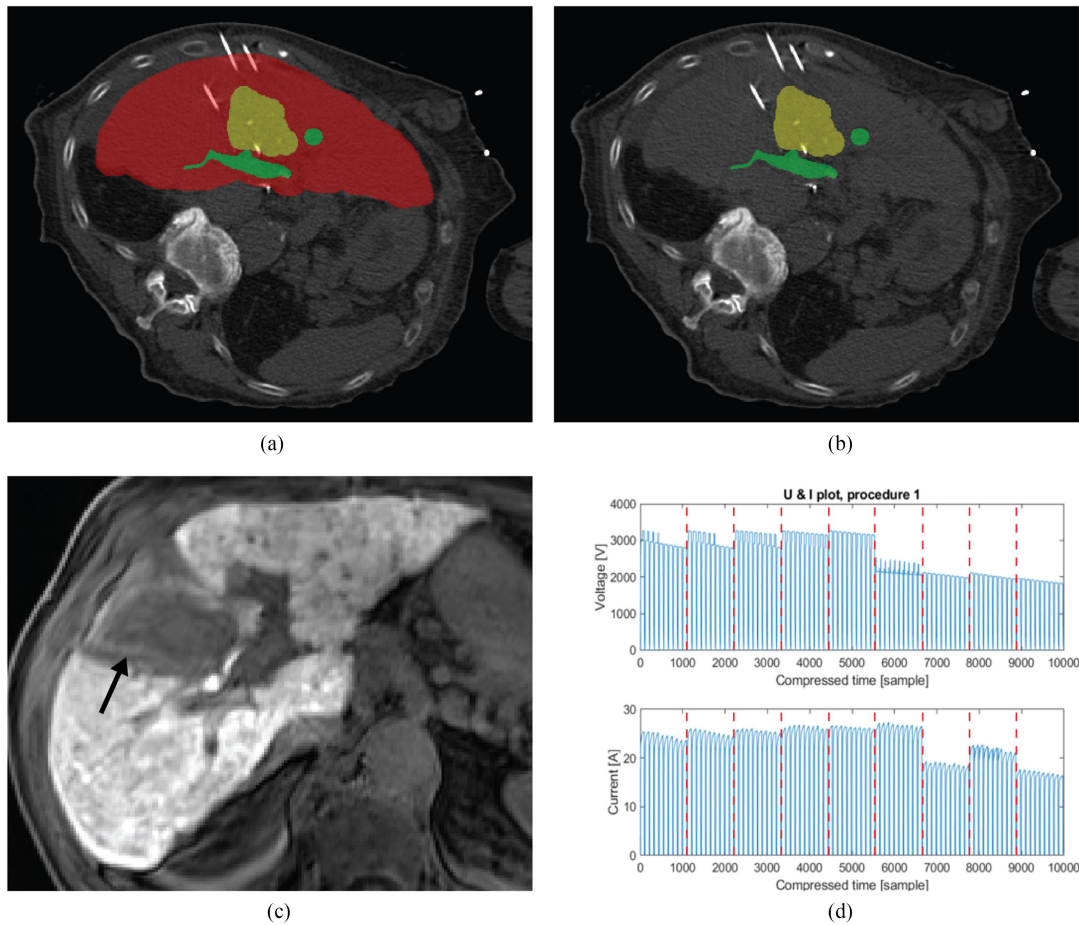 (a)
(b)
U & I plot, procedure 1
4000
3000
2000
1000
0
Voltage [V]
0 1000 2000 3000 4000 5000 6000 7000 8000 9000 10000
Compressed time [sample]
30
20
10
0
Current [A]
0 1000 2000 3000 4000 5000 6000 7000 8000 9000 10000
Compressed time [sample]
(c)
(d)